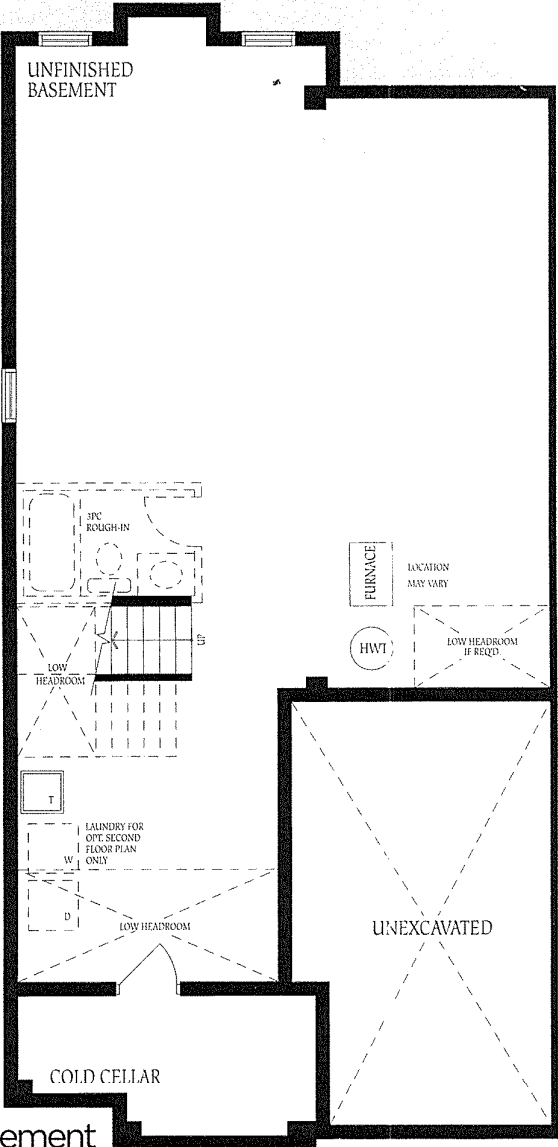 UNFINISHED
BASEMENT
3PC
ROUGH-IN
FURNACE
LOCATION
MAY VARY
UP
HWT
LOW HEADROOM
IF REQ'D.
LOW
HEADROOM
T
LAUNDRY FOR
OPT. SECOND
FLOOR PLAN
ONLY
W
D
LOW HEADROOM
UNEXCAVATED
COLD CELLAR
ement